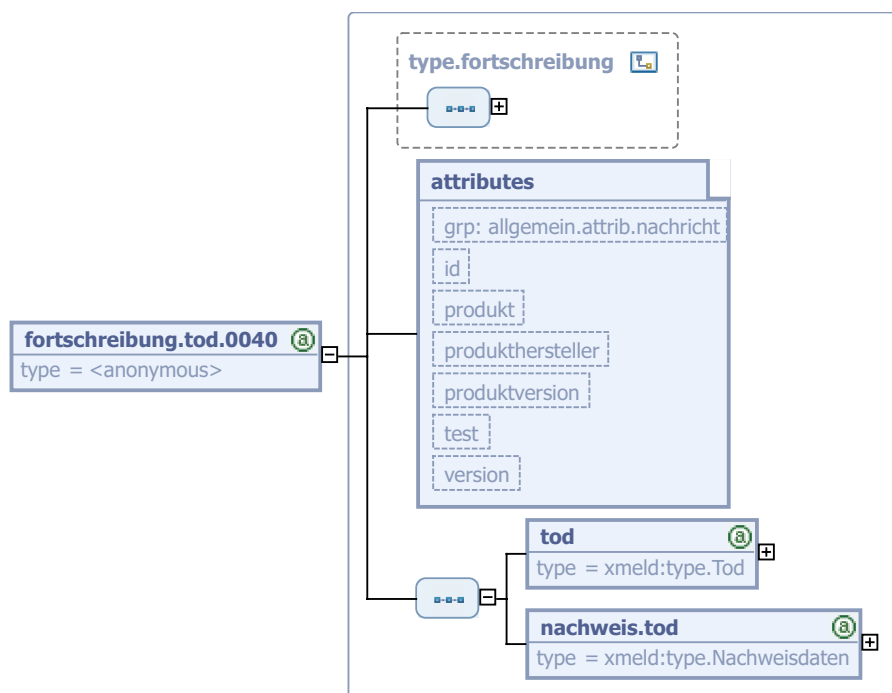 type.fortschreibung
attributes
grp: allgemein.attrib.nachricht
id
produkt
produkthersteller
produktversion
test
version
fortschreibung.tod.0040
type = <anonymous>
tod
type = xmeld:type.Tod
nachweis.tod
type = xmeld:type.Nachweisdaten